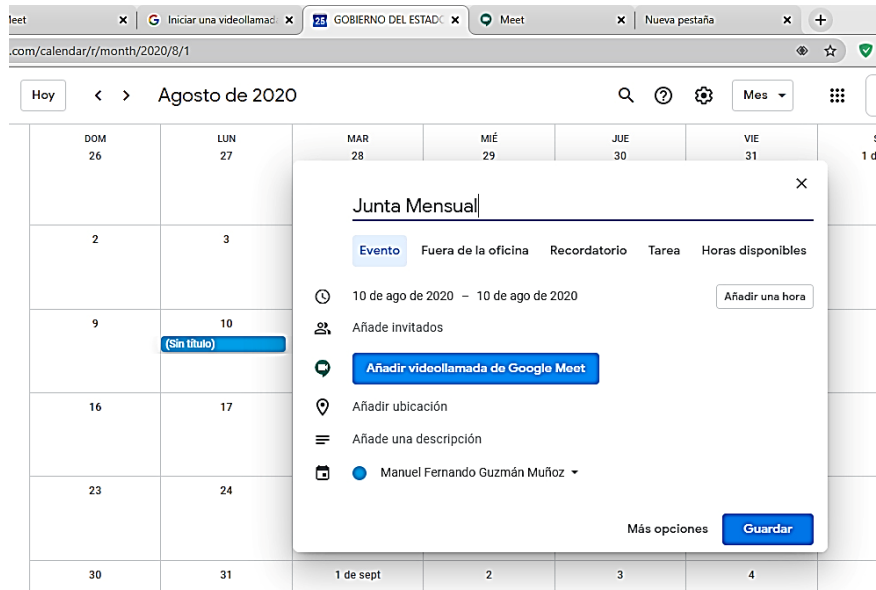 Meet
Iniciar una videollamad
25 GOBIERNO DEL ESTADO
Meet
Nueva pestaña
.com/calendar/r/month/2020/8/1
Hoy
Agosto de 2020
Mes
DOM LUN MAR MIÉ JUE VIE
26 27 28 29 30 31 1 d
Junta Mensual
Evento Fuera de la oficina Recordatorio Tarea Horas disponibles
2 3
10 de ago de 2020 – 10 de ago de 2020 Añadir una hora
9 10
Añade invitados
(Sin título)
Añadir videollamada de Google Meet
16 17
Añadir ubicación
Añade una descripción
Manuel Fernando Guzmán Muñoz
23 24
Más opciones Guardar
30 31 1 de sept 2 3 4